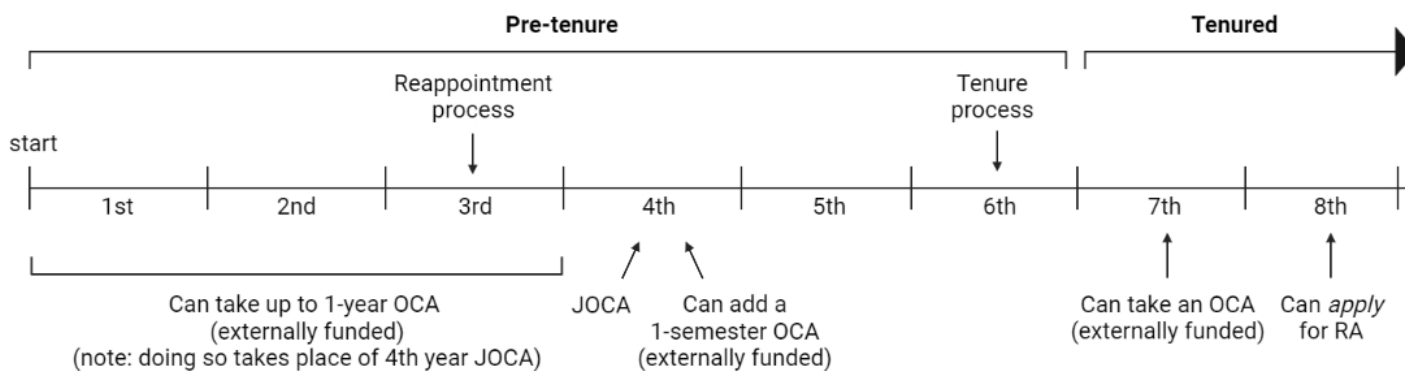 Pre-tenure
Tenured
Reappointment
process
Tenure
process
start
1st
2nd
3rd
4th
5th
6th
7th
8th
Can take up to 1-year OCA
(externally funded)
(note: doing so takes place of 4th year JOCA)
JOCA
Can add a
1-semester OCA
(externally funded)
Can take an OCA
(externally funded)
Can apply
for RA